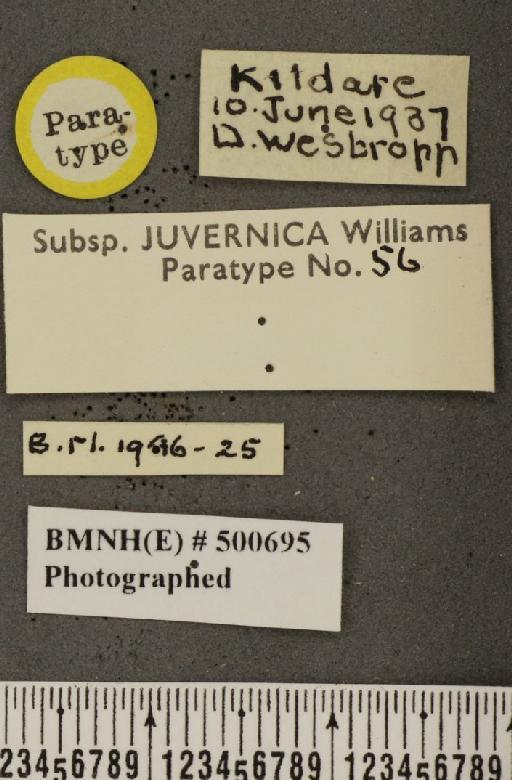 Para-
type
Kildare
10.June1937
D.Wesbropp
Subsp. JUVERNICA Williams
Paratype No. 56
B.M. 1946-25
BMNH(E) # 500695
Photographed
23456789 123456789 123456789